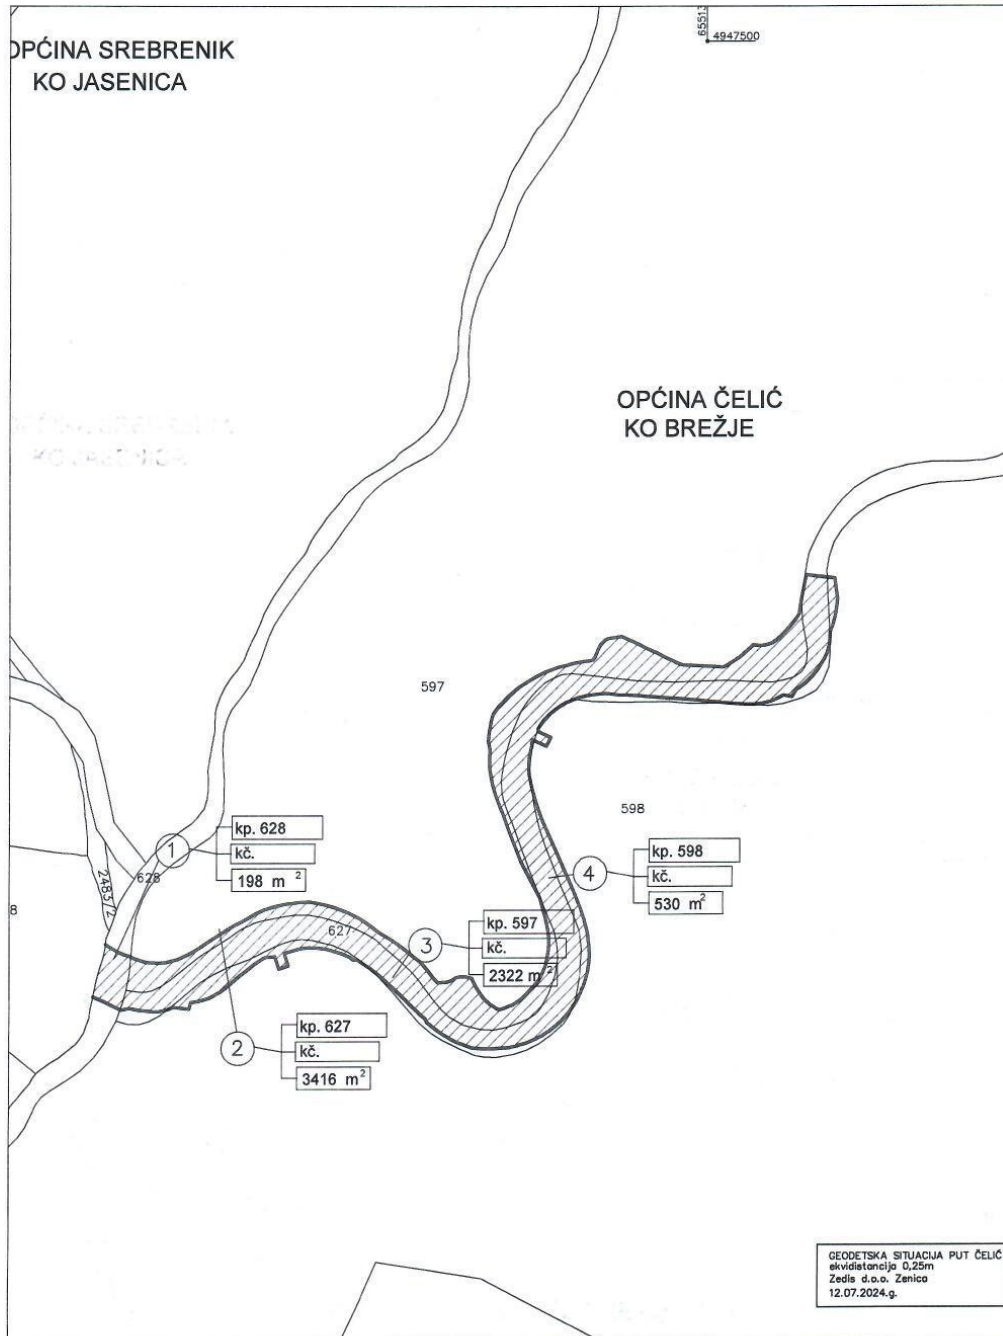 65513
4947500
OPĆINA SREBRENIK
KO JASENICA
OPĆINA ČELIĆ
KO BREŽJE
597
598
1
kp. 628
kč.
198 m²
628
2483/2
8
627
4
kp. 598
kč.
530 m²
3
kp. 597
kč.
2322 m²
2
kp. 627
kč.
3416 m²
GEODETSKA SITUACIJA PUT ČELIĆ
ekvidistancija 0,25m
Zedis d.o.o. Zenica
12.07.2024.g.